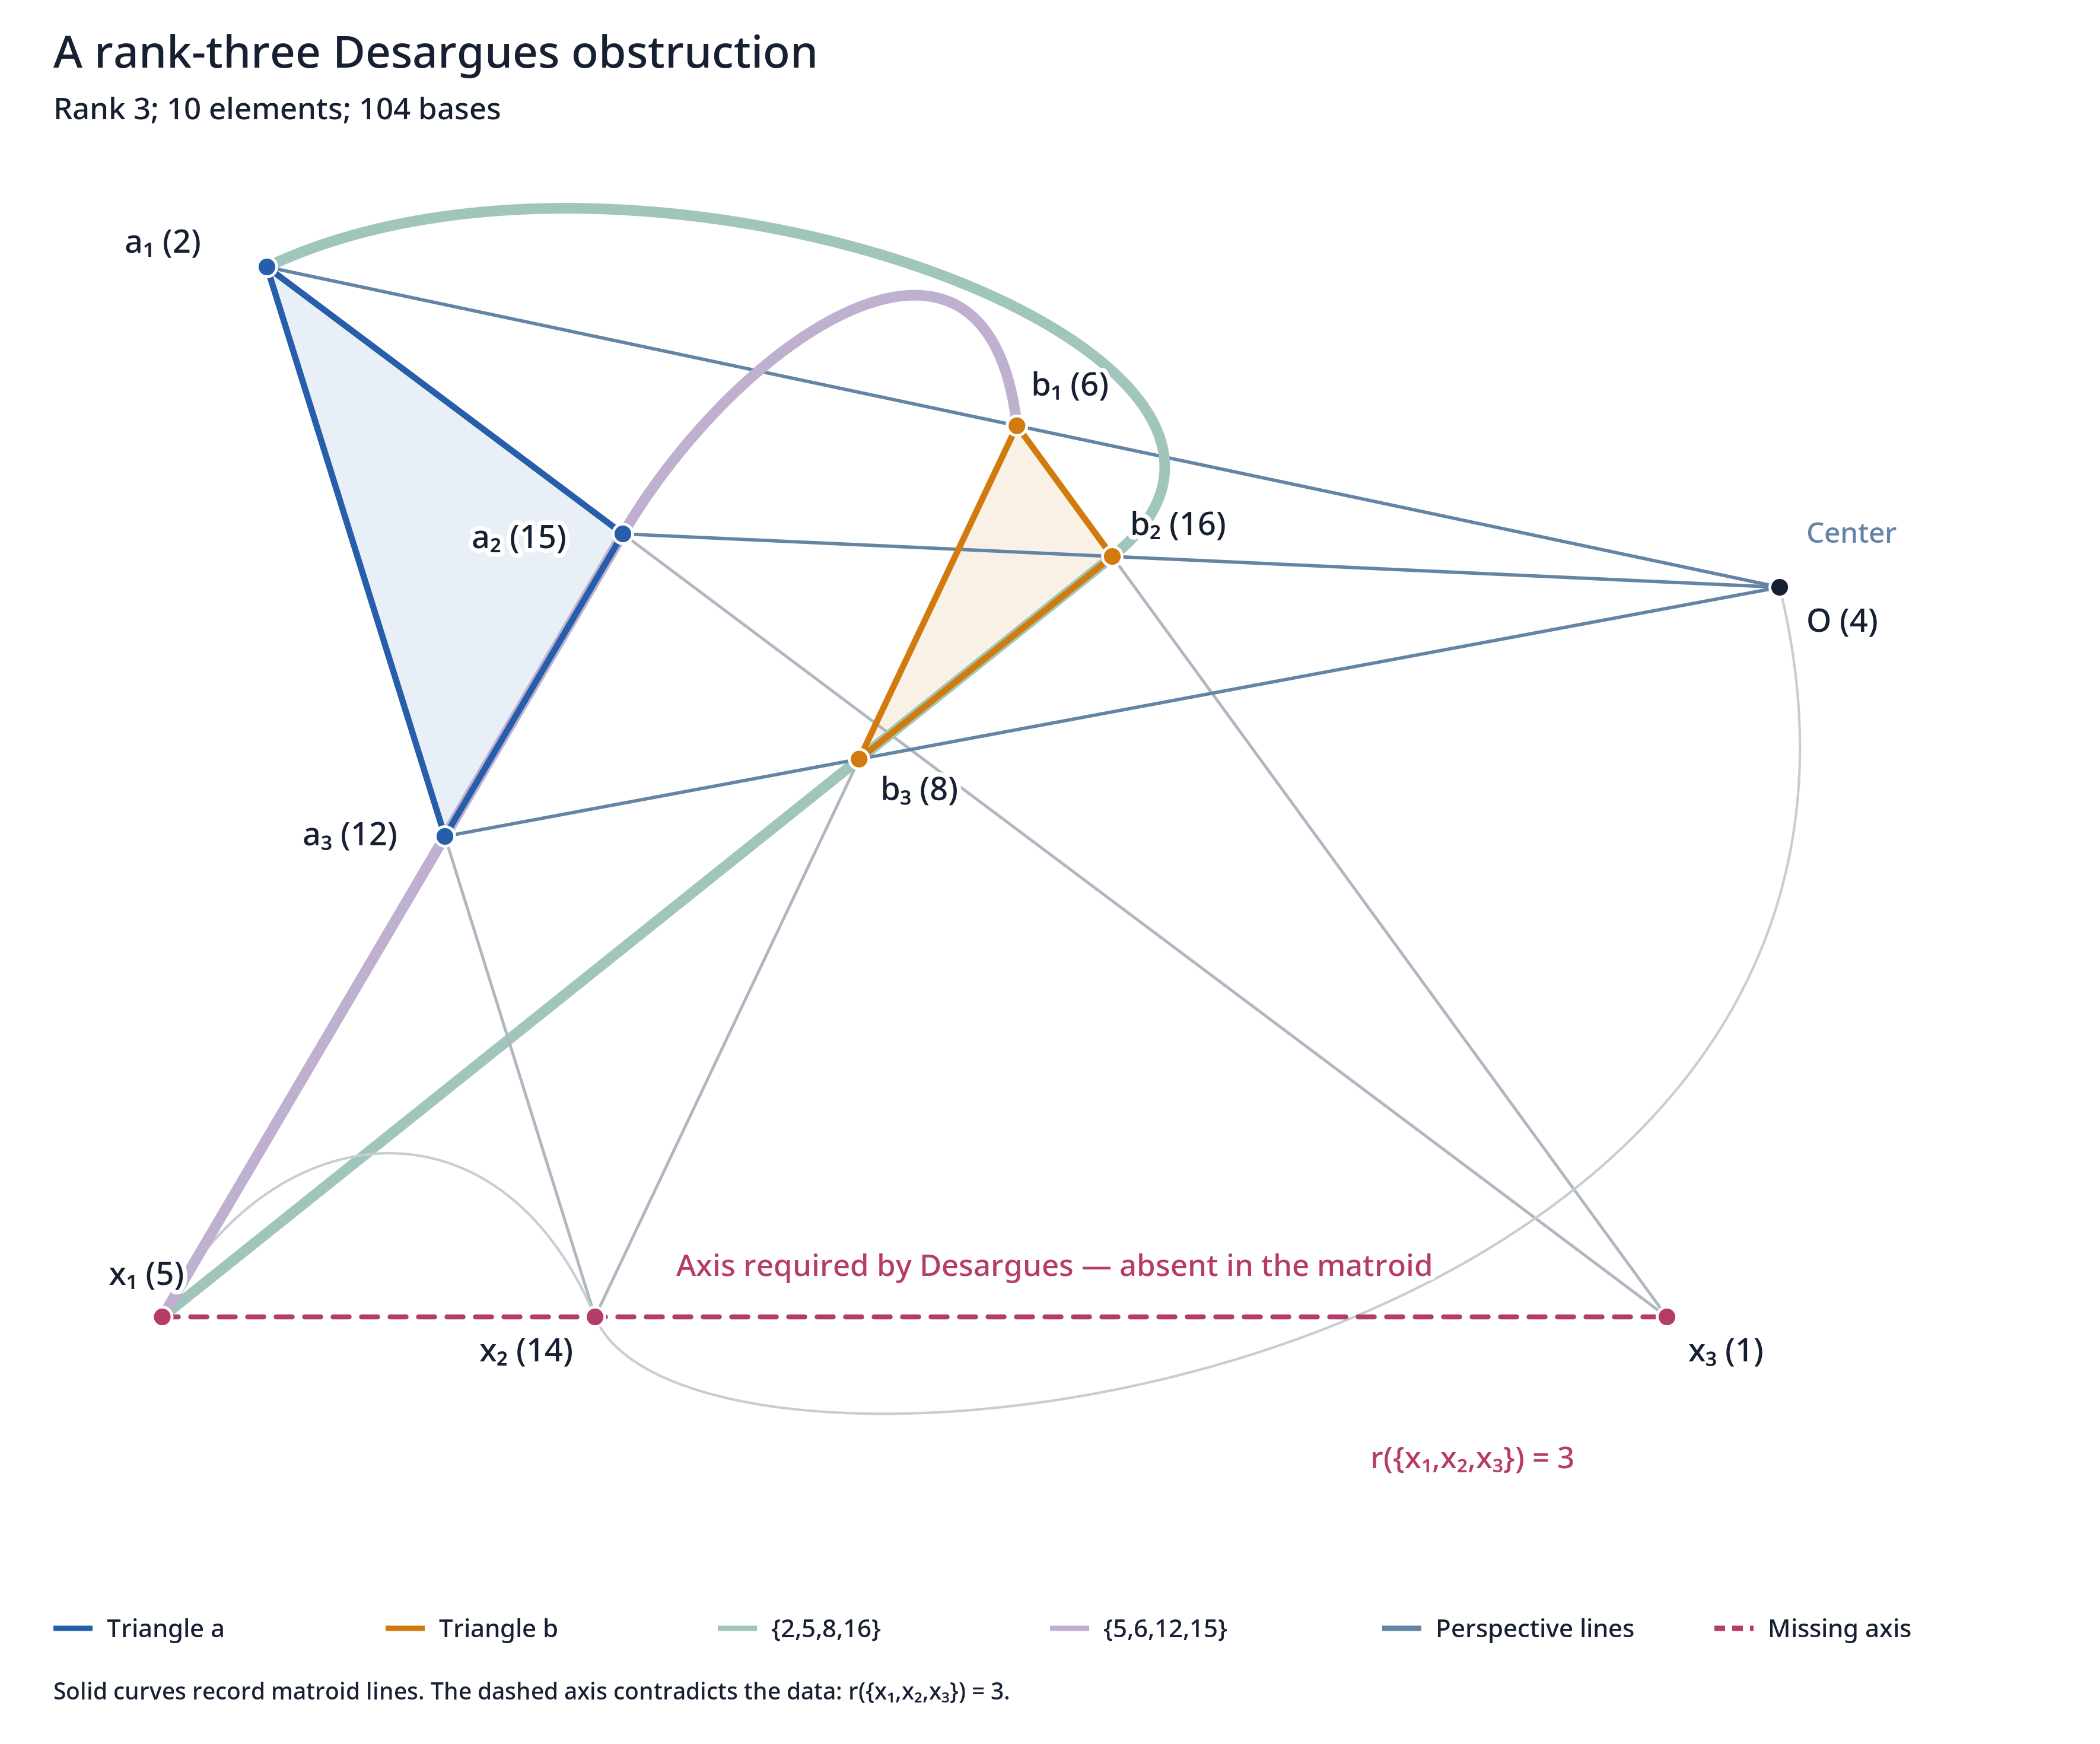 A rank-three Desargues obstruction
Rank 3; 10 elements; 104 bases
a₁ (2)
b₁ (6)
b₂ (16)
a₂ (15)
Center
O (4)
b₃ (8)
a₃ (12)
x₁ (5)
Axis required by Desargues — absent in the matroid
x₂ (14)
x₃ (1)
r({x₁,x₂,x₃}) = 3
Triangle a
Triangle b
{2,5,8,16}
{5,6,12,15}
Perspective lines
Missing axis
Solid curves record matroid lines. The dashed axis contradicts the data: r({x₁,x₂,x₃}) = 3.